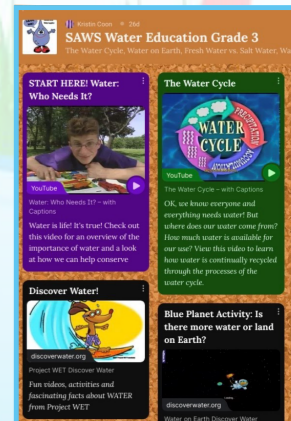 Kristin Coon • 26d
SAWS Water Education Grade 3
The Water Cycle, Water on Earth, Fresh Water vs. Salt Water, Wa
START HERE! Water:
Who Needs It?
YouTube
Water: Who Needs It? – with
Captions
Water is life! It's true! Check out
this video for an overview of the
importance of water and a look
at how we can help conserve
Discover Water!
discoverwater.org
Project WET Discover Water
Fun videos, activities and
fascinating facts about WATER
from Project WET
The Water Cycle
WATER
CYCLE
PRECIPITATION
YouTube
The Water Cycle – with Captions
OK, we know everyone and
everything needs water! But
where does our water come from?
How much water is available for
our use? View this video to learn
how water is continually recycled
through the processes of the
water cycle.
Blue Planet Activity: Is
there more water or land
on Earth?
discoverwater.org
Water on Earth Discover Water